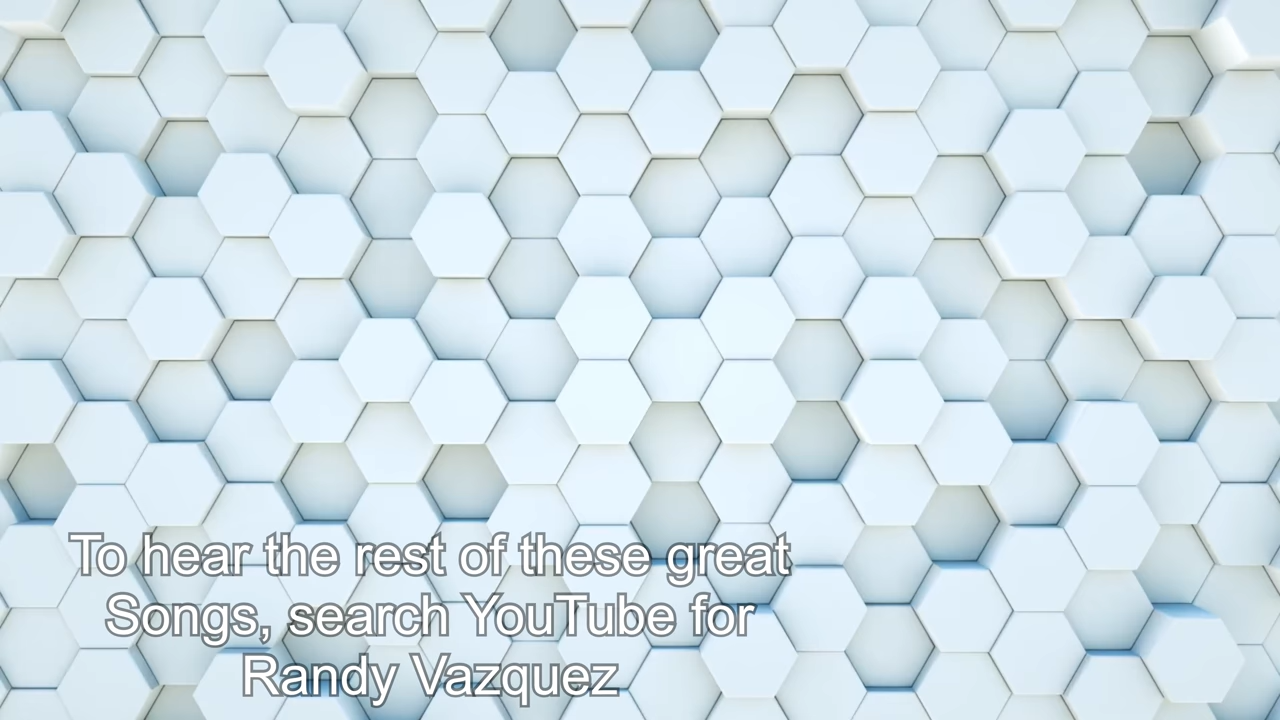 To hear the rest of these great
Songs, search YouTube for
Randy Vazquez